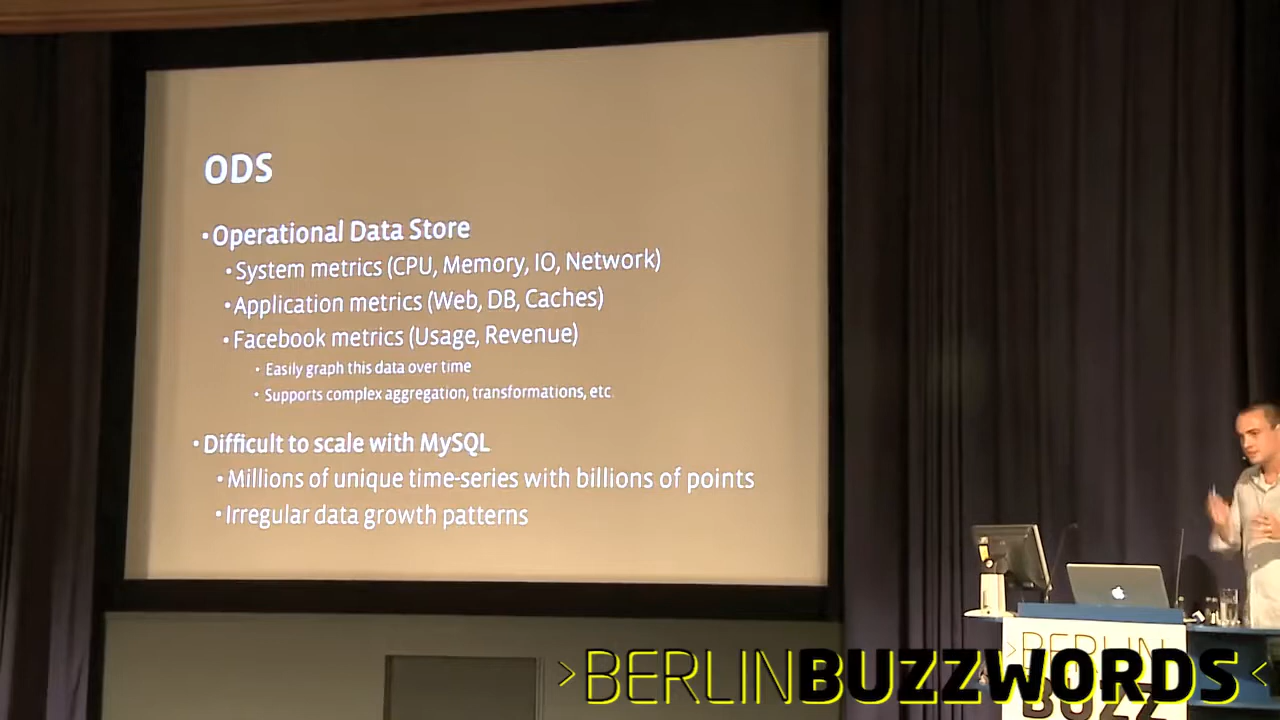 ODS
•Operational Data Store
•System metrics (CPU, Memory, IO, Network)
•Application metrics (Web, DB, Caches)
•Facebook metrics (Usage, Revenue)
• Easily graph this data over time
• Supports complex aggregation, transformations, etc
•Difficult to scale with MySQL
•Millions of unique time-series with billions of points
•Irregular data growth patterns
>BERLIN
BUZZ
>BERLINBUZZWORDS<